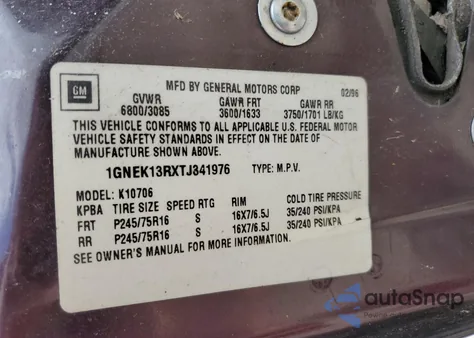 MFD BY GENERAL MOTORS CORP 02/96
GM
GVWR GAWR FRT GAWR RR
6800/3085 3600/1633 3750/1701 LB/KG
THIS VEHICLE CONFORMS TO ALL APPLICABLE U.S. FEDERAL MOTOR
VEHICLE SAFETY STANDARDS IN EFFECT ON THE DATE OF
MANUFACTURE SHOWN ABOVE.
1GNEK13RXTJ341976 TYPE: M.P.V.
MODEL: K10706
KPBA TIRE SIZE SPEED RTG RIM COLD TIRE PRESSURE
FRT P245/75R16 S 16X7/6.5J 35/240 PSI/KPA
RR P245/75R16 S 16X7/6.5J 35/240 PSI/KPA
SEE OWNER'S MANUAL FOR MORE INFORMATION.
autaSnap